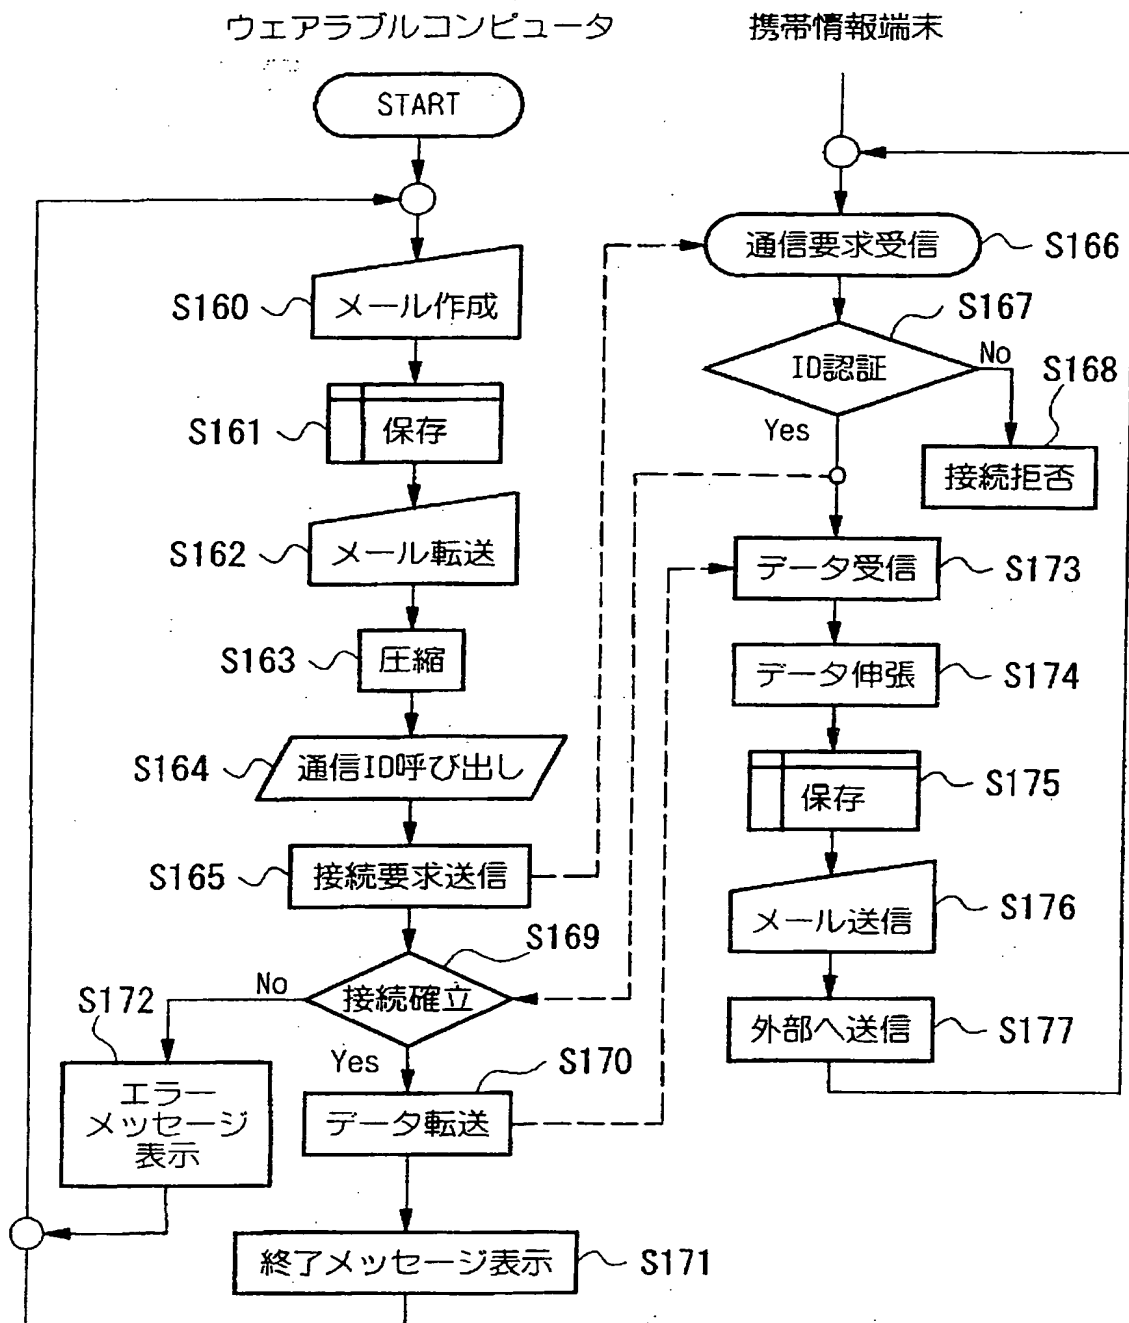 ウェアラブルコンピュータ
携帯情報端末
START
S160
メール作成
S161
保存
S162
メール転送
S163
圧縮
S164
通信ID呼び出し
S165
接続要求送信
S169
接続確立
No
Yes
S172
エラー
メッセージ
表示
S170
データ転送
S171
終了メッセージ表示
通信要求受信
S166
S167
ID認証
No
Yes
S168
接続拒否
データ受信
S173
データ伸張
S174
保存
S175
メール送信
S176
外部へ送信
S177